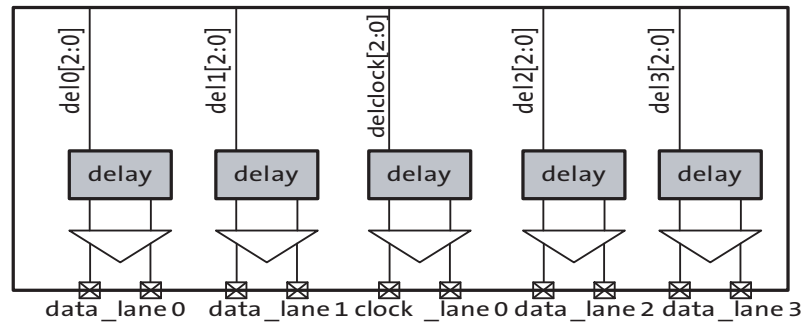 del0[2:0]
del1[2:0]
delclock[2:0]
del2[2:0]
del3[2:0]
delay
delay
delay
delay
delay
data_lane0
data_lane1
clock _lane0
data_lane2
data_lane3